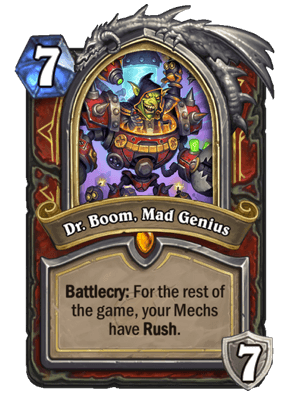 7
Dr. Boom, Mad Genius
Battlecry: For the rest of
the game, your Mechs
have Rush.
7